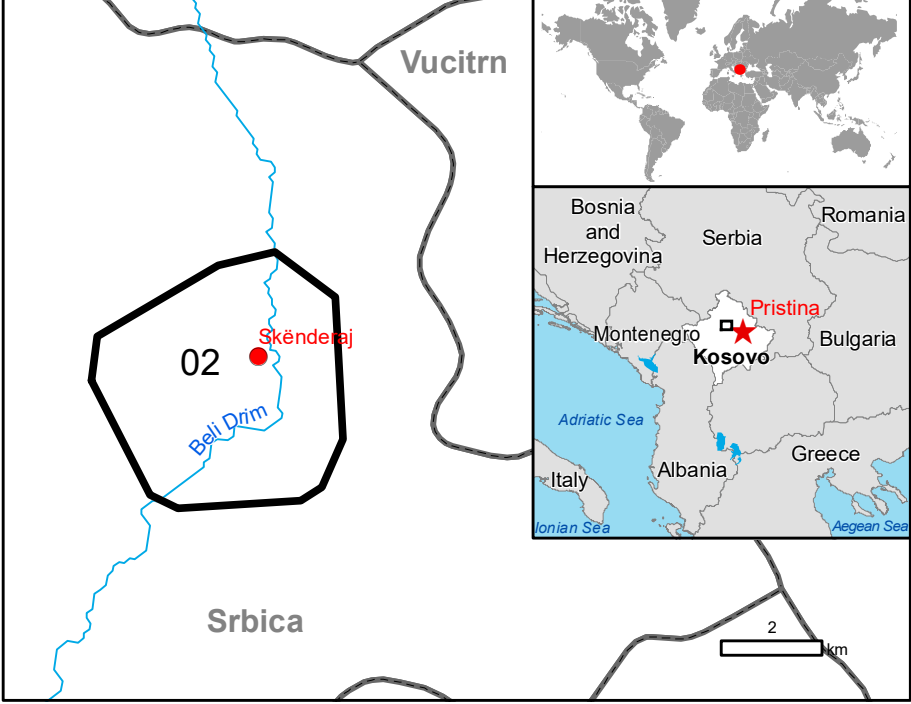 Vucitrn
Skënderaj
02
Beli Drim
Srbica
2
km
Bosnia
and
Herzegovina
Serbia
Romania
Pristina
Montenegro
Kosovo
Bulgaria
Adriatic Sea
Albania
Greece
Italy
Ionian Sea
Aegean Sea